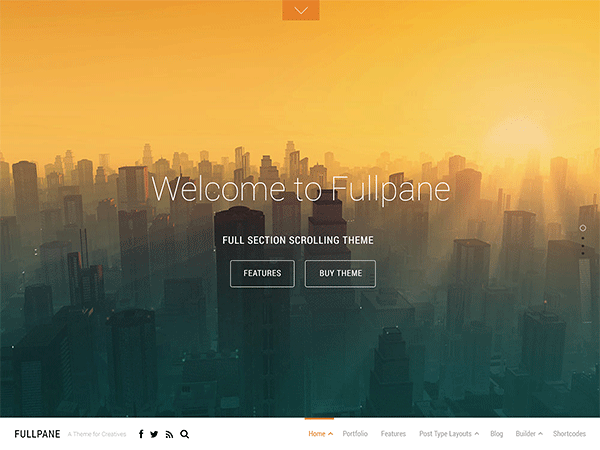 Welcome to Fullpane
FULL SECTION SCROLLING THEME
FEATURES BUY THEME
FULLPANE A Theme for Creatives Home Portfolio Features Post Type Layouts Blog Builder Shortcodes